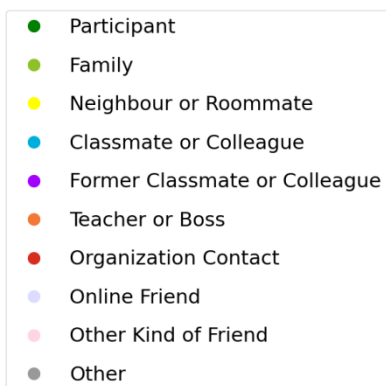 Participant
Family
Neighbour or Roommate
Classmate or Colleague
Former Classmate or Colleague
Teacher or Boss
Organization Contact
Online Friend
Other Kind of Friend
Other